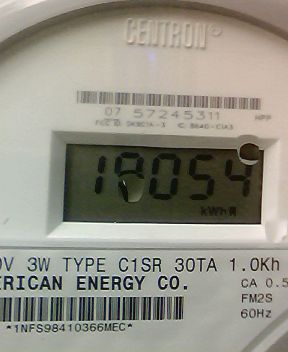 CENTRON®
07 57245311 HPP
18054
kWh
0V 3W TYPE C1SR 30TA 1.0Kh
ERICAN ENERGY CO. CA 0.5
FM2S
*1NFS98410366MEC* 60Hz